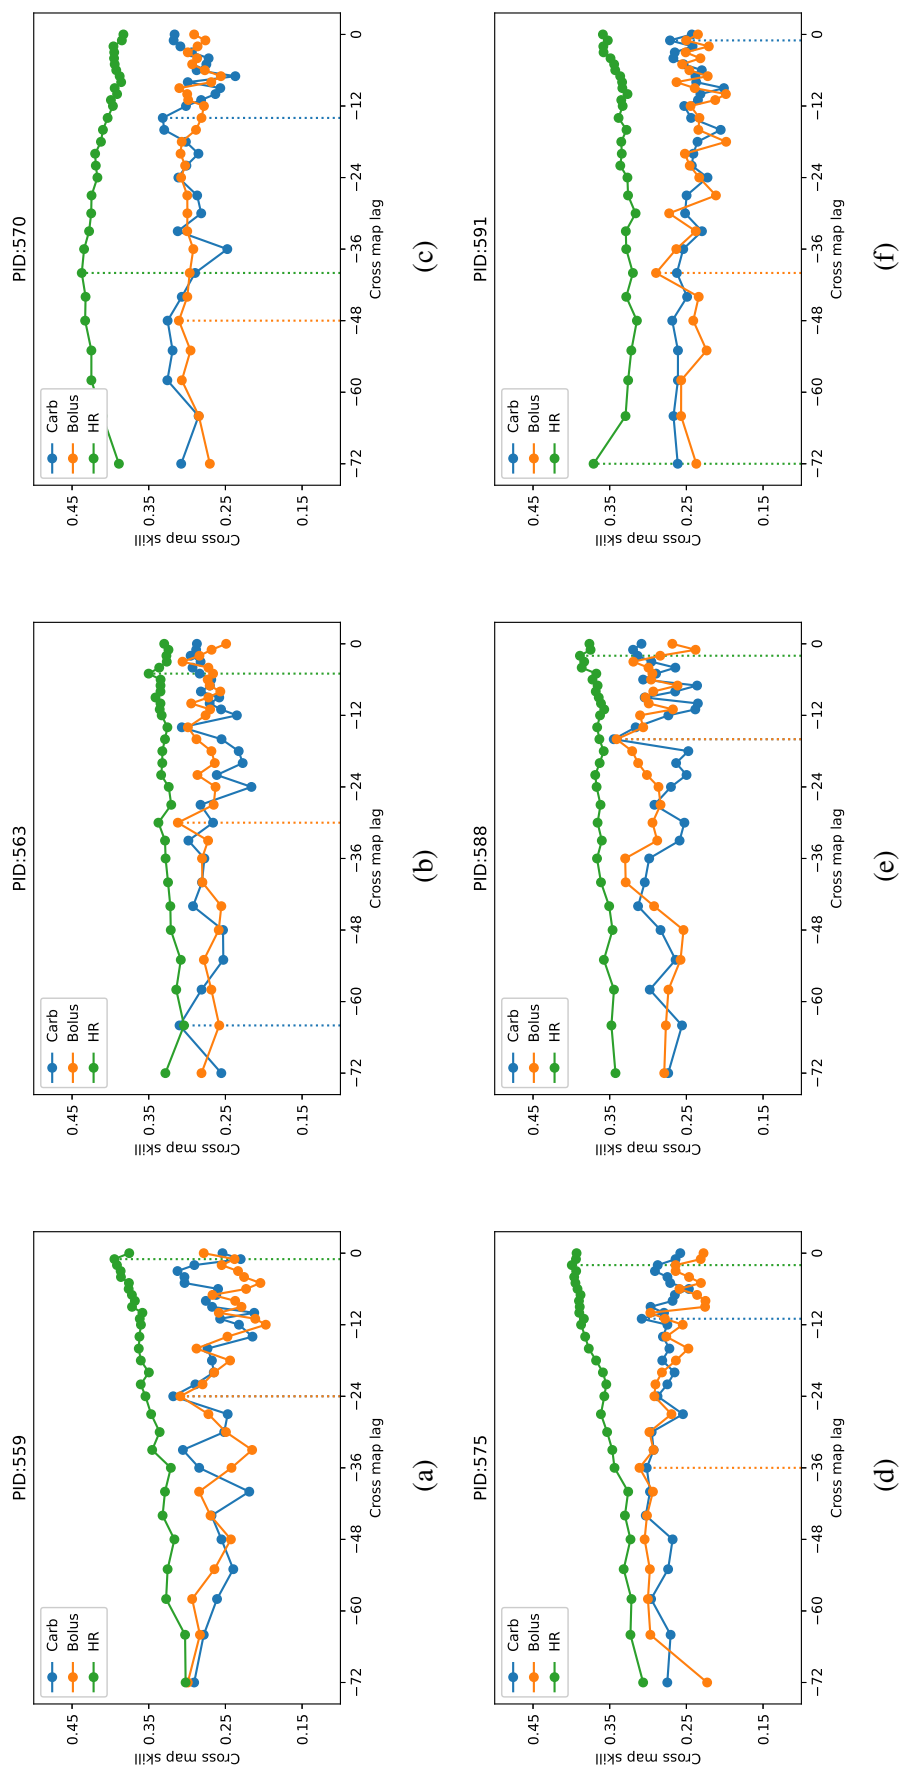 PID:559
Cross map skill
0.45
0.35
0.25
0.15
Carb
Bolus
HR
−72
−60
−48
−36
−24
−12
0
Cross map lag
(a)
PID:563
Cross map skill
0.45
0.35
0.25
0.15
Carb
Bolus
HR
−72
−60
−48
−36
−24
−12
0
Cross map lag
(b)
PID:570
Cross map skill
0.45
0.35
0.25
0.15
Carb
Bolus
HR
−72
−60
−48
−36
−24
−12
0
Cross map lag
(c)
PID:575
Cross map skill
0.45
0.35
0.25
0.15
Carb
Bolus
HR
−72
−60
−48
−36
−24
−12
0
Cross map lag
(d)
PID:588
Cross map skill
0.45
0.35
0.25
0.15
Carb
Bolus
HR
−72
−60
−48
−36
−24
−12
0
Cross map lag
(e)
PID:591
Cross map skill
0.45
0.35
0.25
0.15
Carb
Bolus
HR
−72
−60
−48
−36
−24
−12
0
Cross map lag
(f)